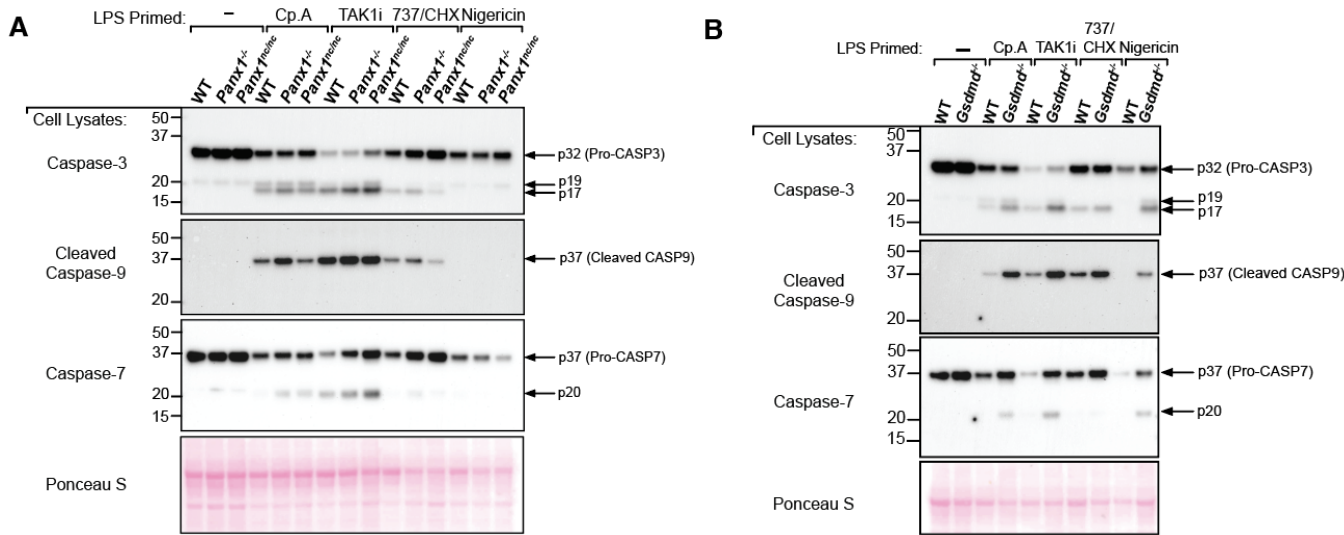 A
LPS Primed: – Cp.A TAK1i 737/CHX Nigericin
WT Panx1-/- Panx1nc/nc WT Panx1-/- Panx1nc/nc WT Panx1-/- Panx1nc/nc WT Panx1-/- Panx1nc/nc WT Panx1-/- Panx1nc/nc
Cell Lysates:
50
37
Caspase-3
p32 (Pro-CASP3)
20
p19
p17
15
50
Cleaved
Caspase-9
37
p37 (Cleaved CASP9)
20
50
37
p37 (Pro-CASP7)
Caspase-7
20
p20
15
Ponceau S
B
737/
LPS Primed: – Cp.A TAK1i CHX Nigericin
WT Gsdmd-/- WT Gsdmd-/- WT Gsdmd-/- WT Gsdmd-/- WT Gsdmd-/-
Cell Lysates:
50
37
p32 (Pro-CASP3)
Caspase-3
20
p19
p17
15
50
37
p37 (Cleaved CASP9)
Cleaved
Caspase-9
20
50
37
p37 (Pro-CASP7)
Caspase-7
20
p20
15
Ponceau S